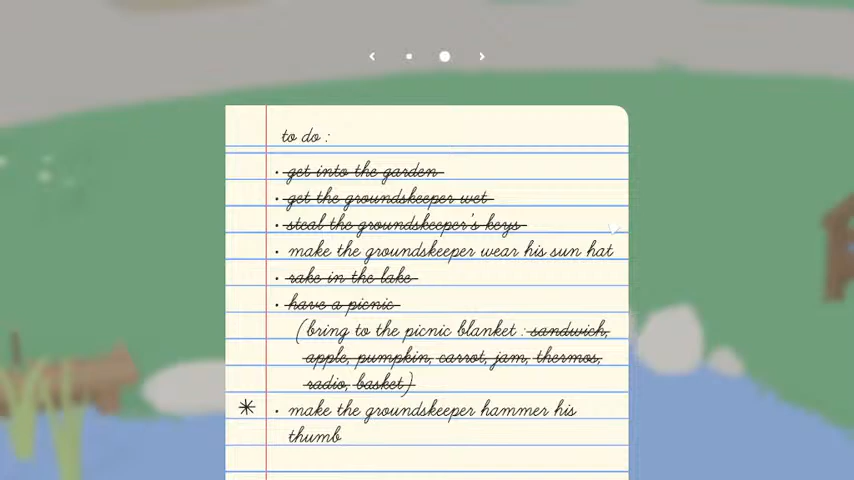 to do :
· get into the garden
· get the groundskeeper wet
· steal the groundskeeper's keys
· make the groundskeeper wear his sun hat
· rake in the lake
· have a picnic
(bring to the picnic blanket : sandwich,
apple, pumpkin, carrot, jam, thermos,
radio, basket)
· make the groundskeeper hammer his
thumb